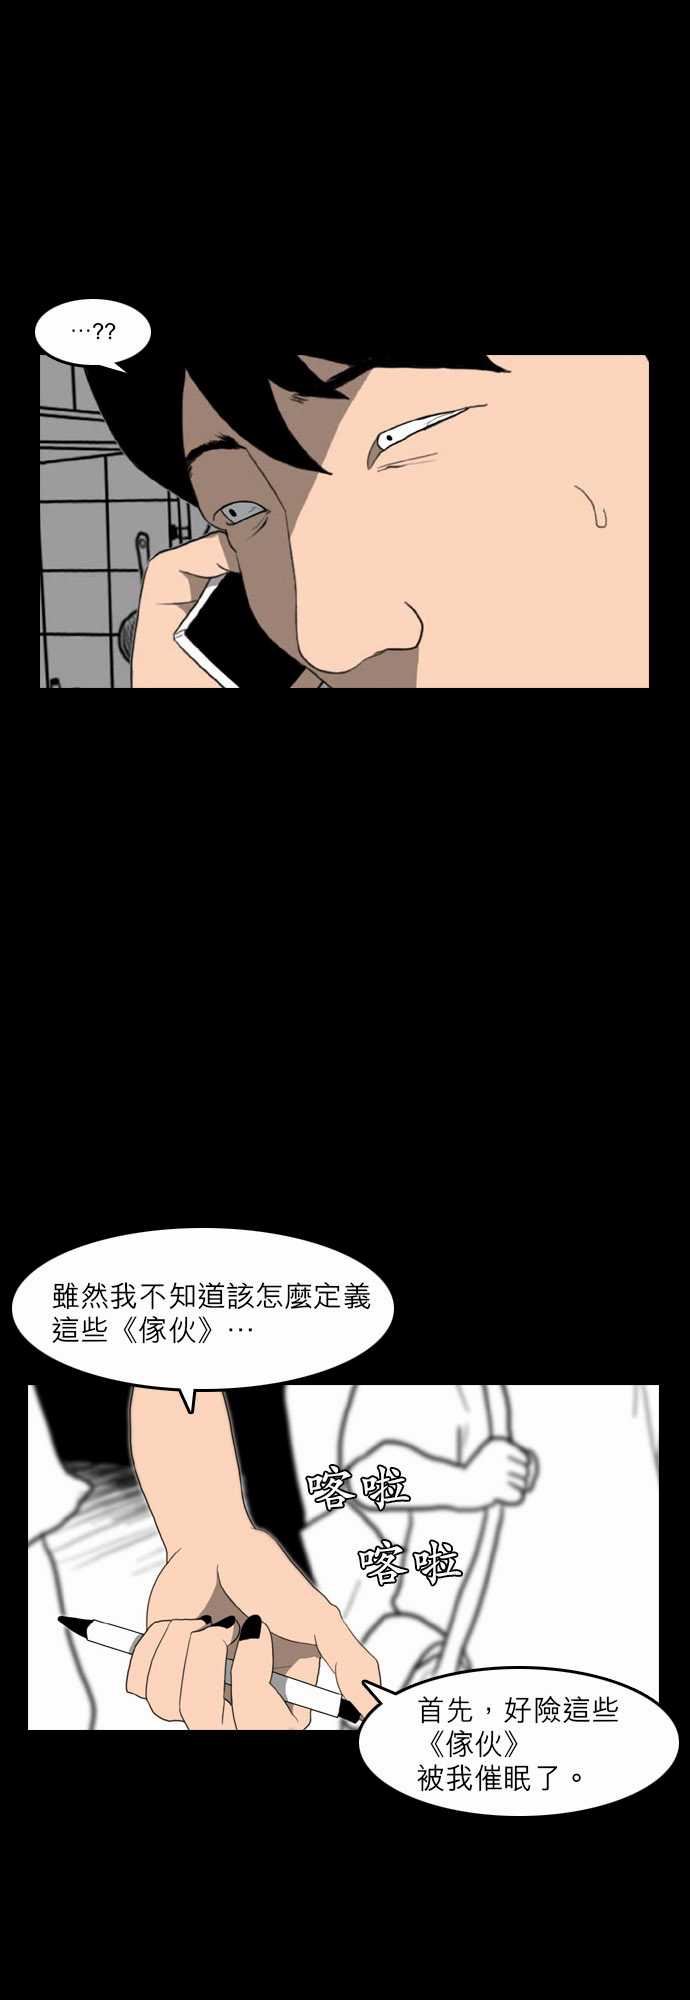 …??
雖然我不知道該怎麼定義
這些《傢伙》…
喀啦
喀啦
首先，好險這些
《傢伙》
被我催眠了。